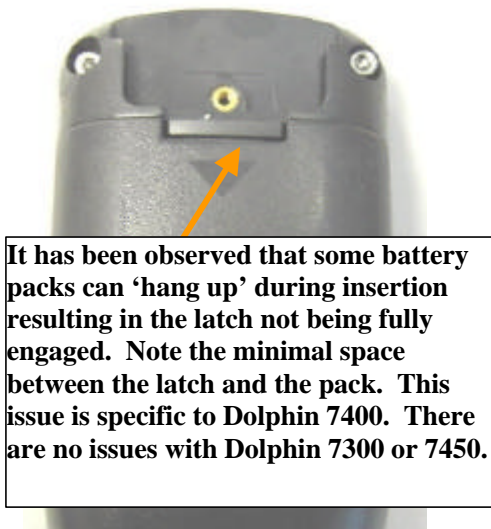 It has been observed that some battery
packs can ‘hang up’ during insertion
resulting in the latch not being fully
engaged.  Note the minimal space
between the latch and the pack.  This
issue is specific to Dolphin 7400.  There
are no issues with Dolphin 7300 or 7450.